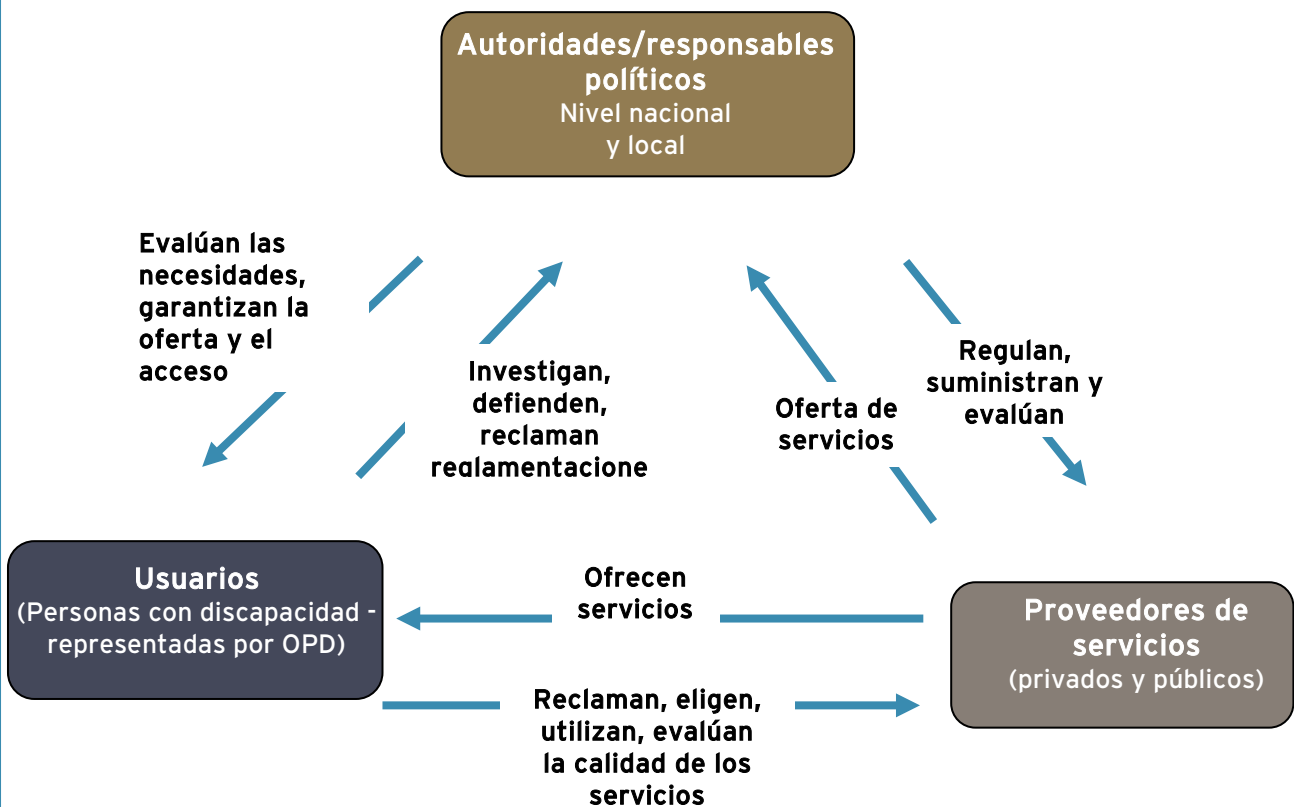 Autoridades/responsables
políticos
Nivel nacional
y local
Evalúan las
necesidades,
garantizan la
oferta y el
acceso
Investigan,
defienden,
reclaman
reglamentacione
Oferta de
servicios
Regulan,
suministran y
evalúan
Usuarios
(Personas con discapacidad -
representadas por OPD)
Ofrecen
servicios
Proveedores de
servicios
(privados y públicos)
Reclaman, eligen,
utilizan, evalúan
la calidad de los
servicios